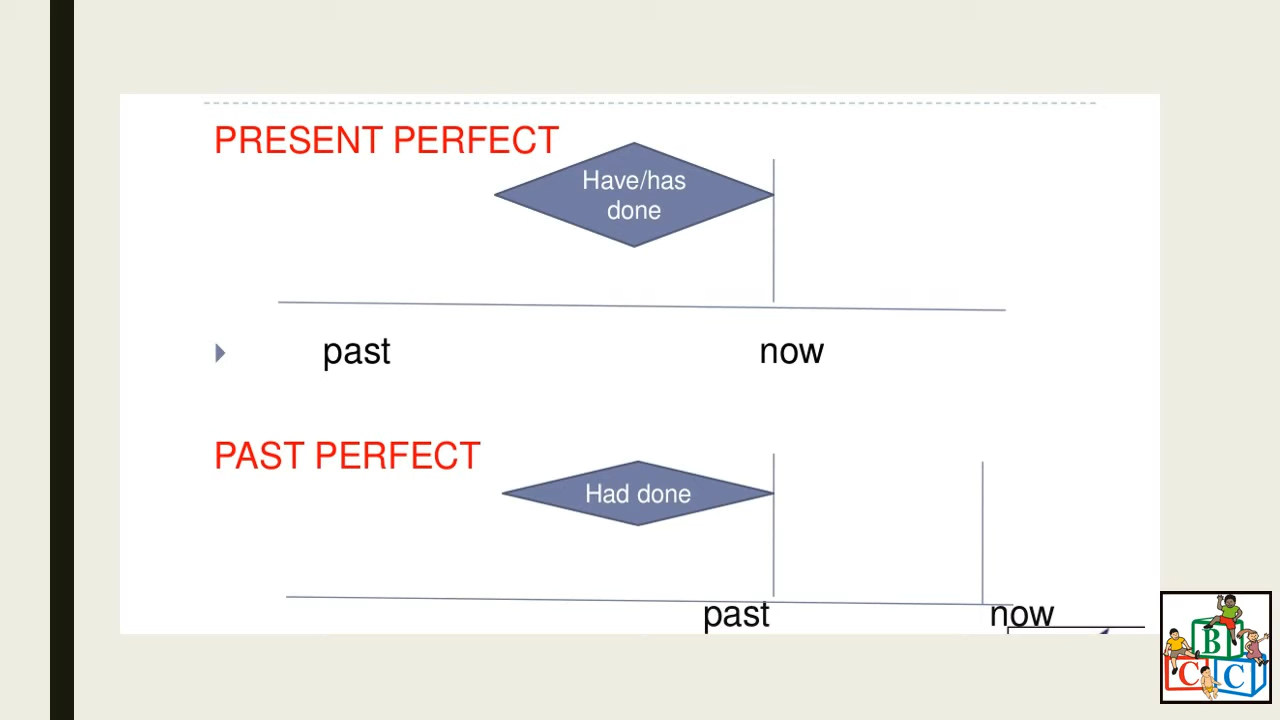 PRESENT PERFECT
Have/has
done
past now
PAST PERFECT
Had done
past now
B
C C